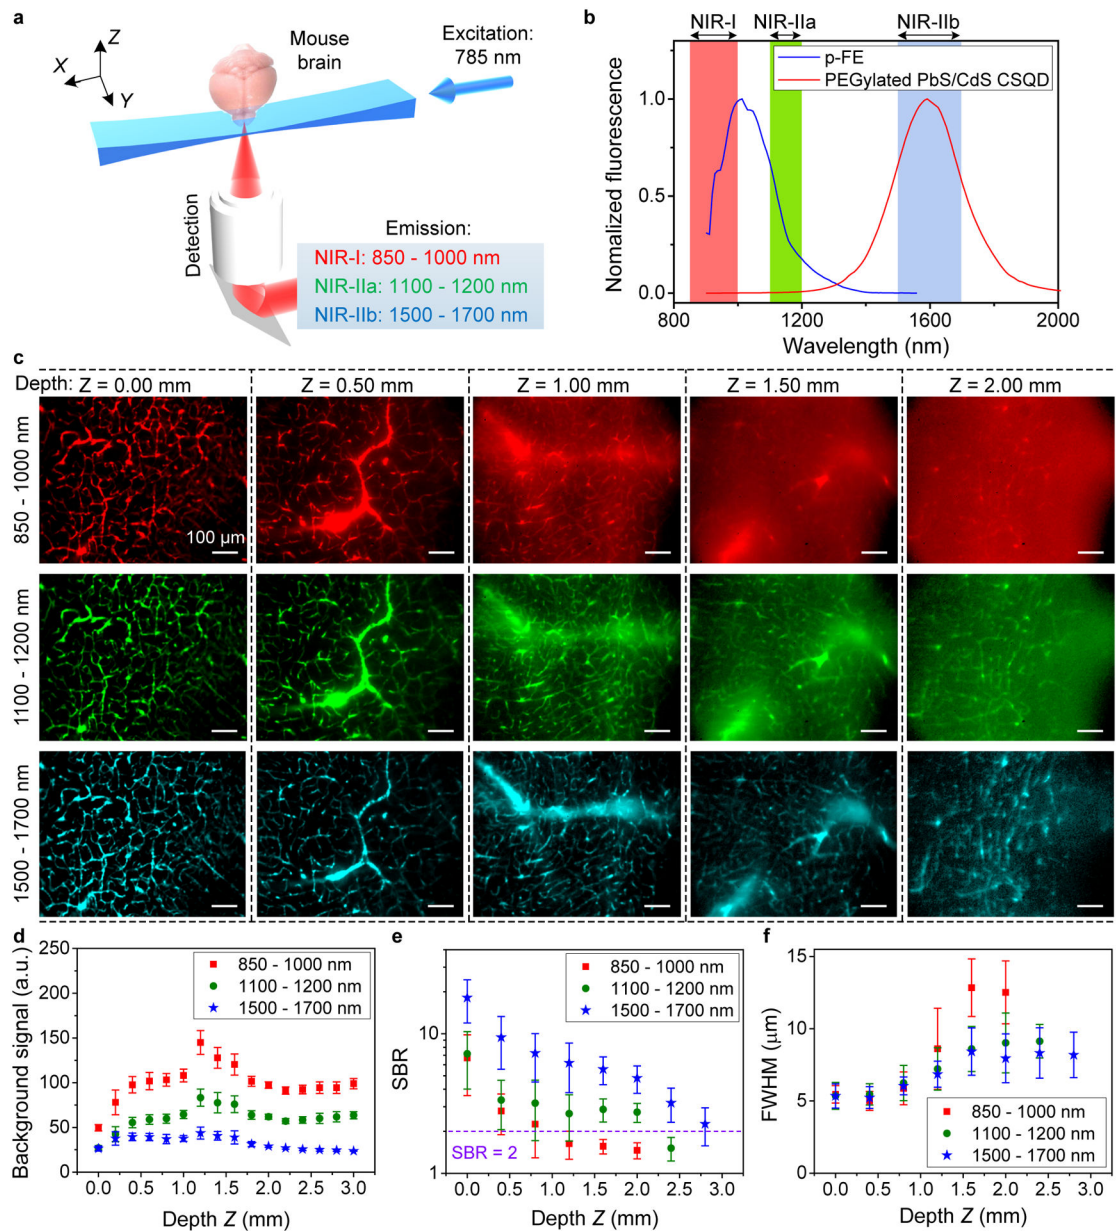 a
Z
X
Y
Mouse
brain
Excitation:
785 nm
Detection
Emission:
NIR-I: 850 - 1000 nm
NIR-IIa: 1100 - 1200 nm
NIR-IIb: 1500 - 1700 nm
b
NIR-I NIR-IIa NIR-IIb
p-FE
PEGylated PbS/CdS CSQD
Nomalized fluorescence
1.0
0.5
0.0
800 1200 1600 2000
Wavelength (nm)
c
Depth: Z = 0.00 mm Z = 0.50 mm Z = 1.00 mm Z = 1.50 mm Z = 2.00 mm
850 - 1000 nm
100 µm
1100 - 1200 nm
1500 - 1700 nm
d
Background signal (a.u.)
250
200
150
100
50
0
850 - 1000 nm
1100 - 1200 nm
1500 - 1700 nm
0.0 0.5 1.0 1.5 2.0 2.5 3.0
Depth Z (mm)
e
SBR
10
1
850 - 1000 nm
1100 - 1200 nm
1500 - 1700 nm
SBR = 2
0.0 0.5 1.0 1.5 2.0 2.5 3.0
Depth Z (mm)
f
FWHM (µm)
15
10
5
0
850 - 1000 nm
1100 - 1200 nm
1500 - 1700 nm
0.0 0.5 1.0 1.5 2.0 2.5 3.0
Depth Z (mm)